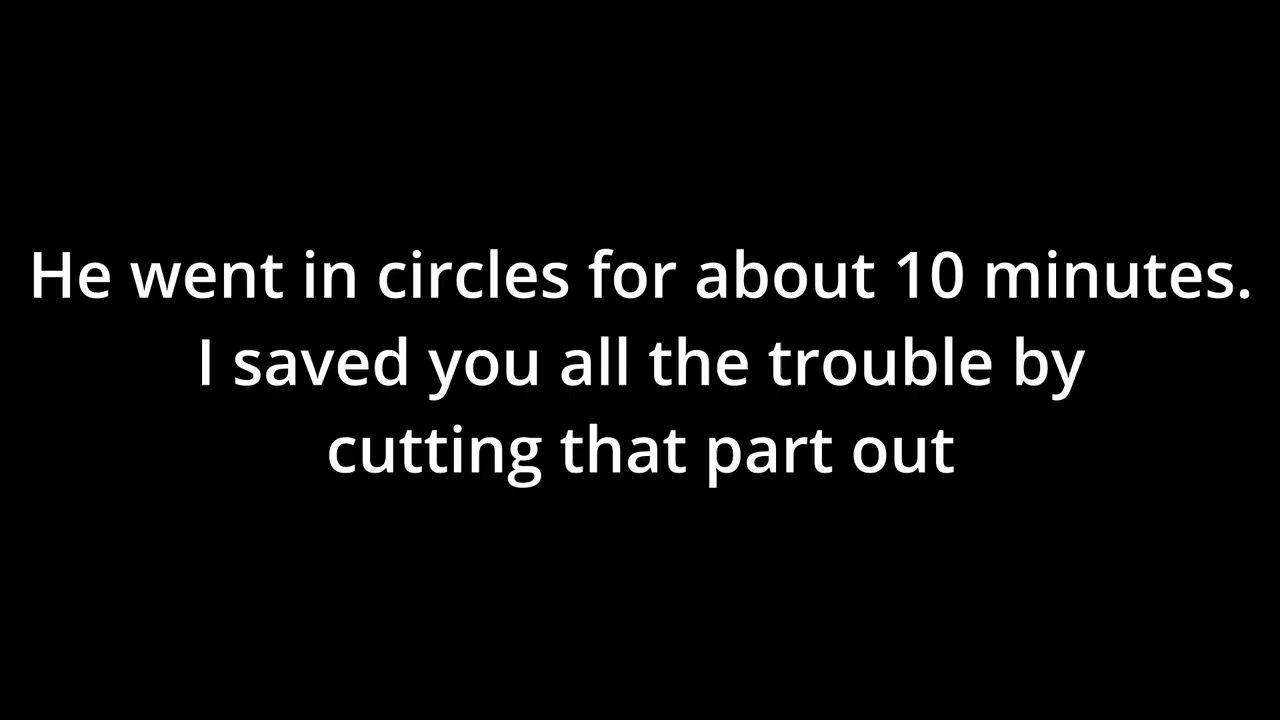 He went in circles for about 10 minutes.
I saved you all the trouble by
cutting that part out